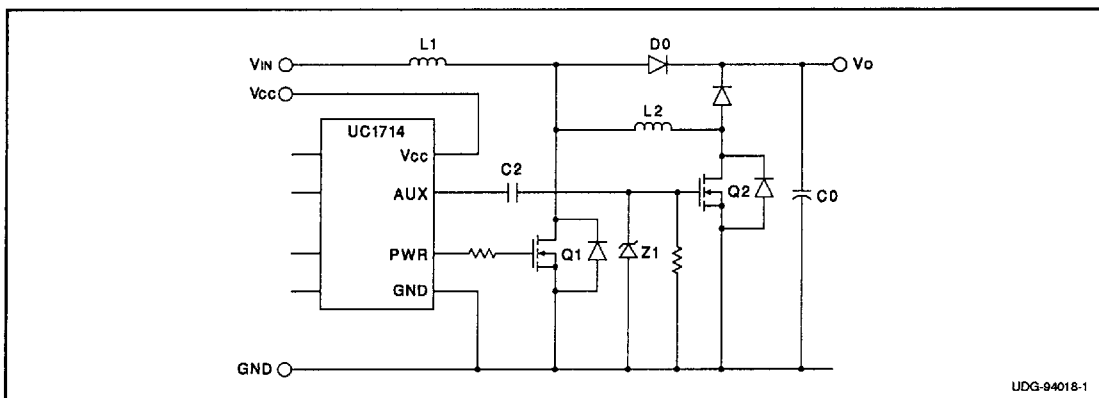 L1
D0
VIN
Vo
Vcc
L2
UC1714
Vcc
C2
AUX
Q2
C0
PWR
Q1
Z1
GND
GND
UDG-94018-1